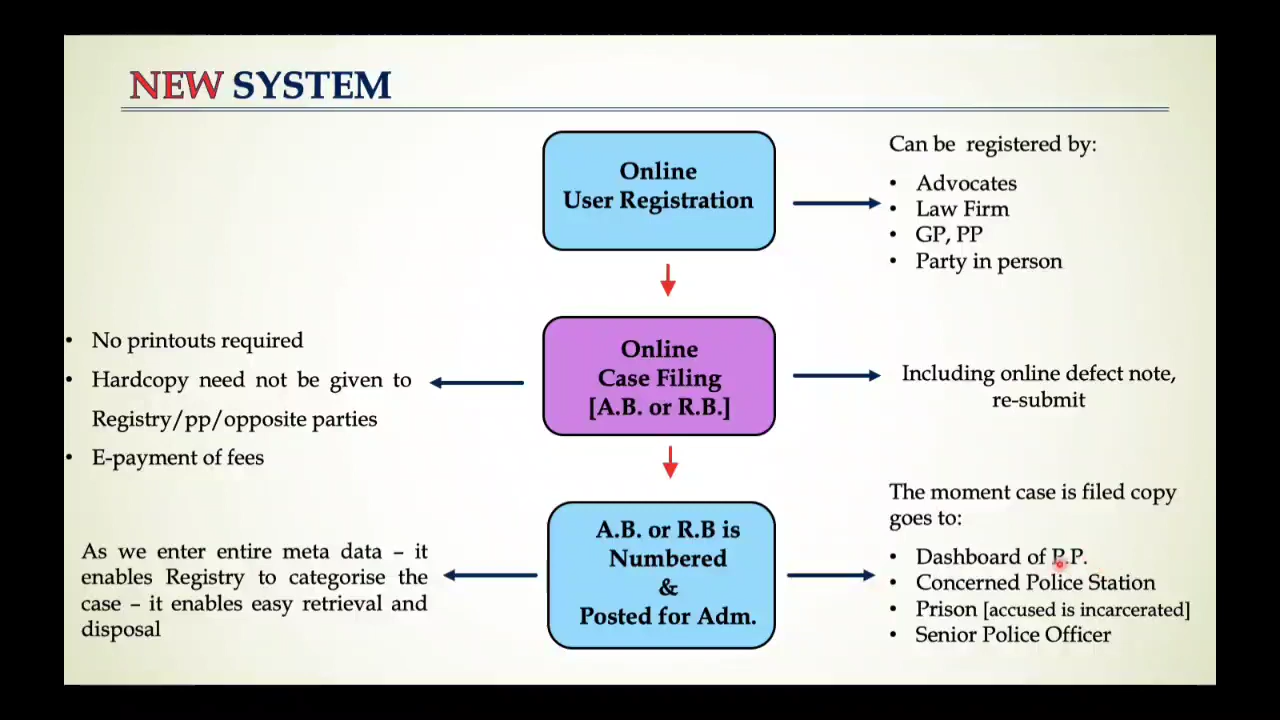 NEW SYSTEM
Online
User Registration
Can be registered by:
• Advocates
• Law Firm
• GP, PP
• Party in person
• No printouts required
• Hardcopy need not be given to
Registry/pp/opposite parties
• E-payment of fees
Online
Case Filing
[A.B. or R.B.]
Including online defect note,
re-submit
As we enter entire meta data – it
enables Registry to categorise the
case – it enables easy retrieval and
disposal
A.B. or R.B is
Numbered
&
Posted for Adm.
The moment case is filed copy
goes to:
• Dashboard of P.P.
• Concerned Police Station
• Prison [accused is incarcerated]
• Senior Police Officer